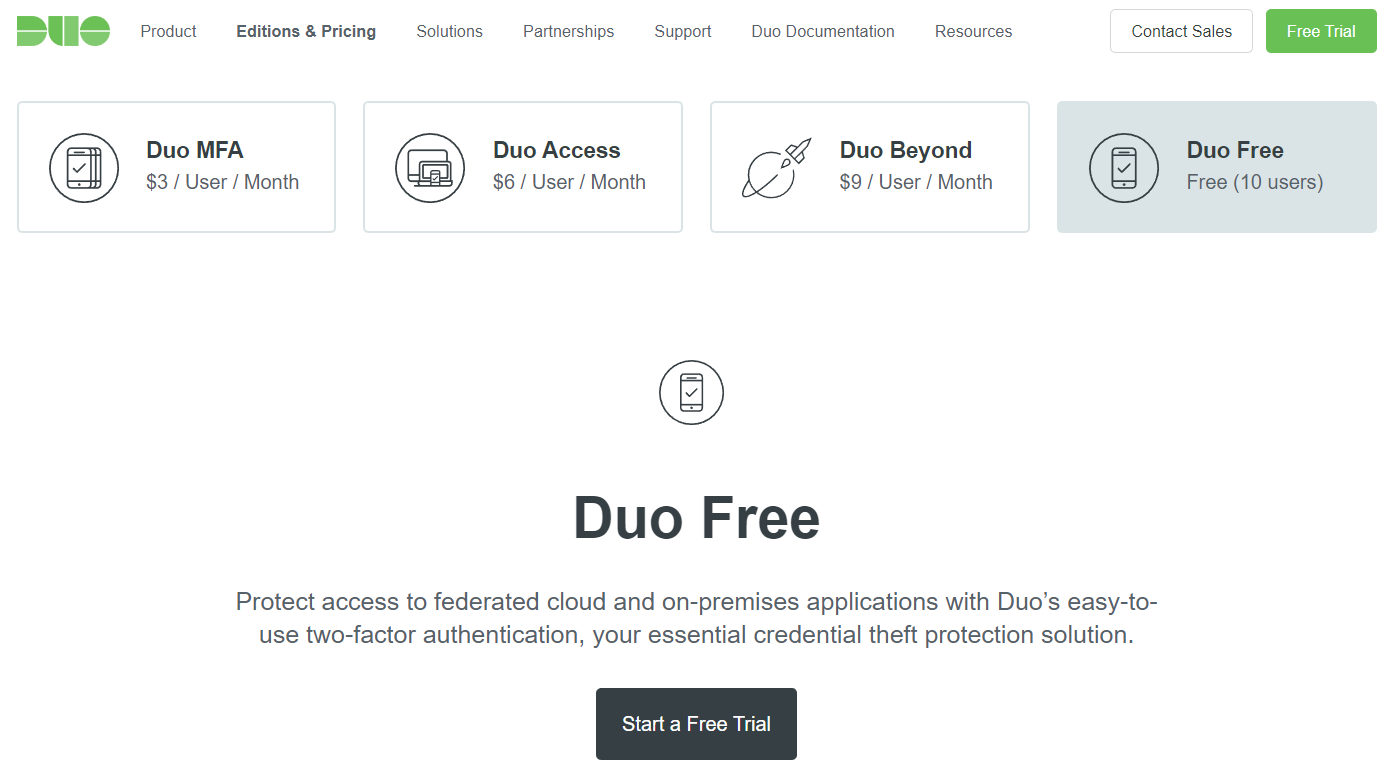 DUO
Product
Editions & Pricing
Solutions
Partnerships
Support
Duo Documentation
Resources
Contact Sales
Free Trial
Duo MFA
$3 / User / Month
Duo Access
$6 / User / Month
Duo Beyond
$9 / User / Month
Duo Free
Free (10 users)
Duo Free
Protect access to federated cloud and on-premises applications with Duo’s easy-to-
use two-factor authentication, your essential credential theft protection solution.
Start a Free Trial